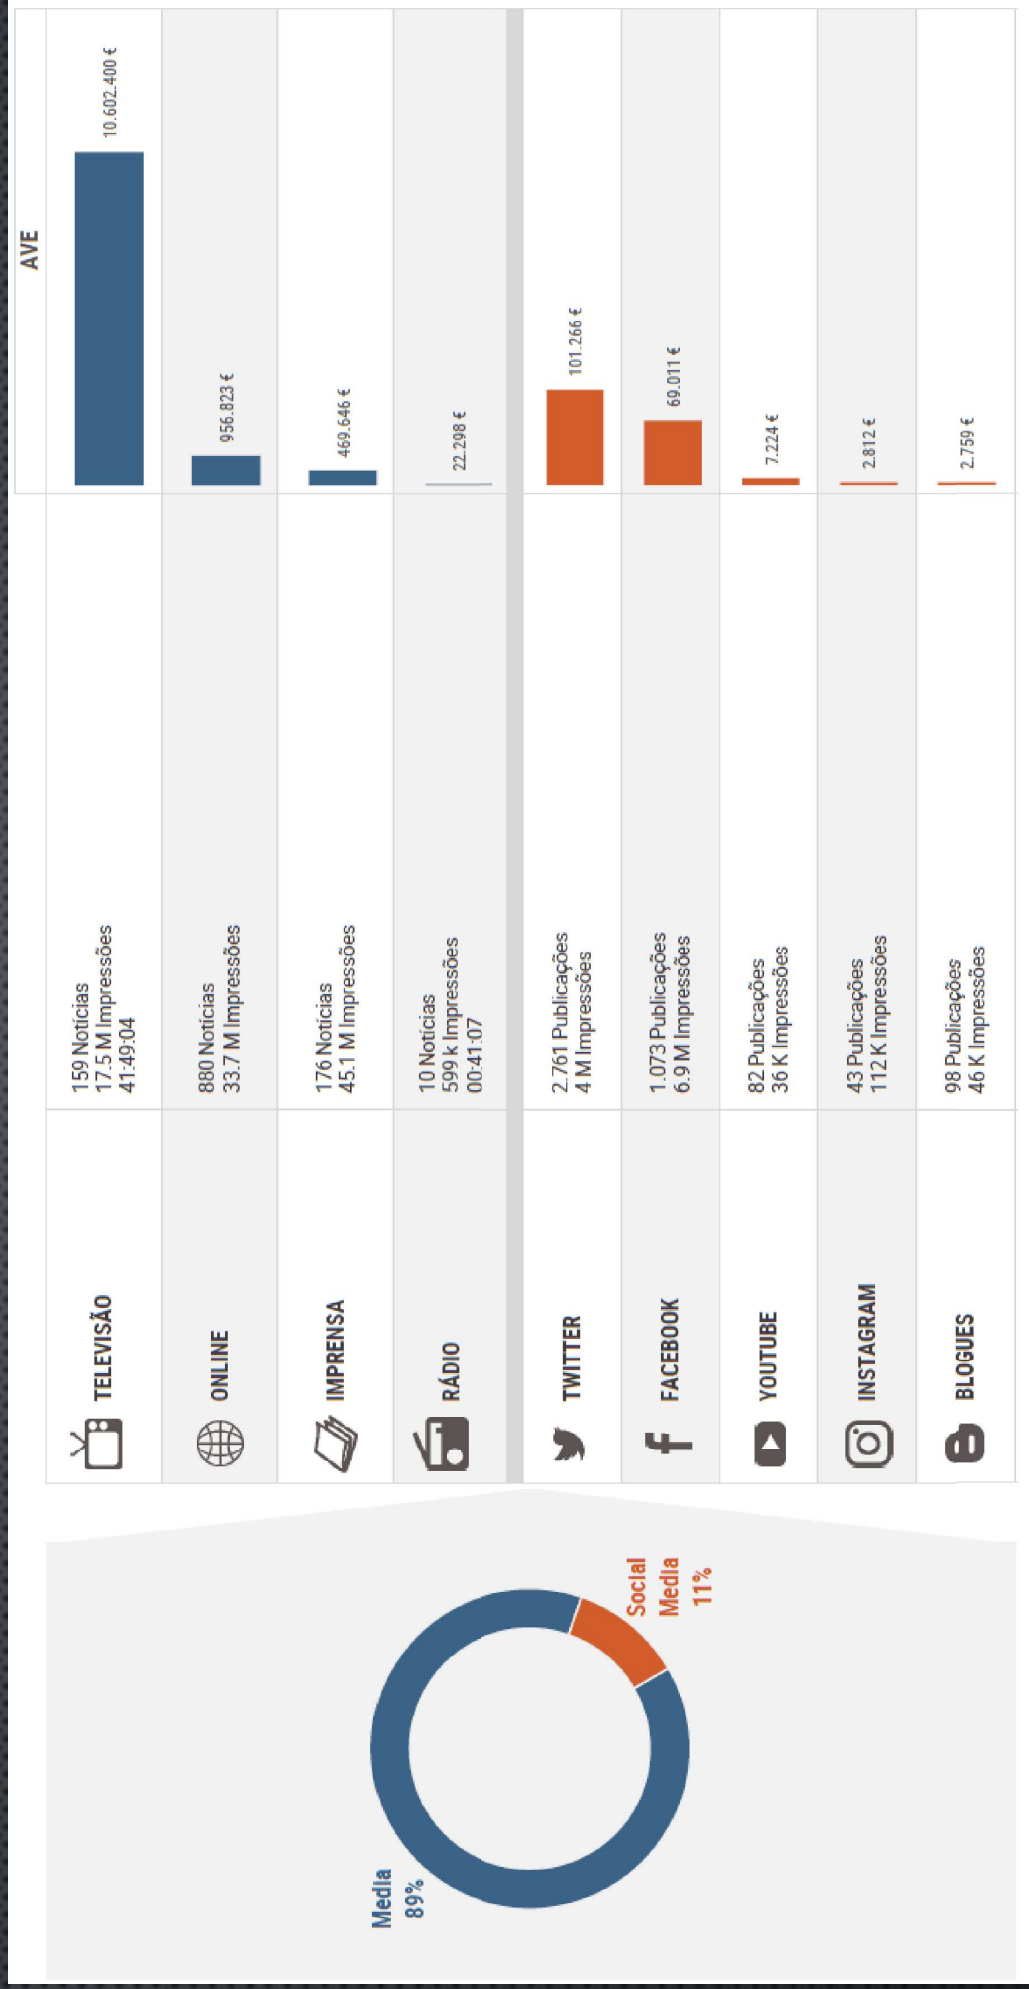 Media
89%
Social
Media
11%
AVE
TELEVISÃO
159 Notícias
17.5 M Impressões
41:49:04
10.602.400 €
ONLINE
880 Notícias
33.7 M Impressões
956.823 €
IMPRENSA
176 Notícias
45.1 M Impressões
469.646 €
RÁDIO
10 Notícias
599 k Impressões
00:41:07
22.298 €
TWITTER
2.761 Publicações
4 M Impressões
101.266 €
FACEBOOK
1.073 Publicações
6.9 M Impressões
69.011 €
YOUTUBE
82 Publicações
36 K Impressões
7.224 €
INSTAGRAM
43 Publicações
112 K Impressões
2.812 €
BLOGUES
98 Publicações
46 K Impressões
2.759 €